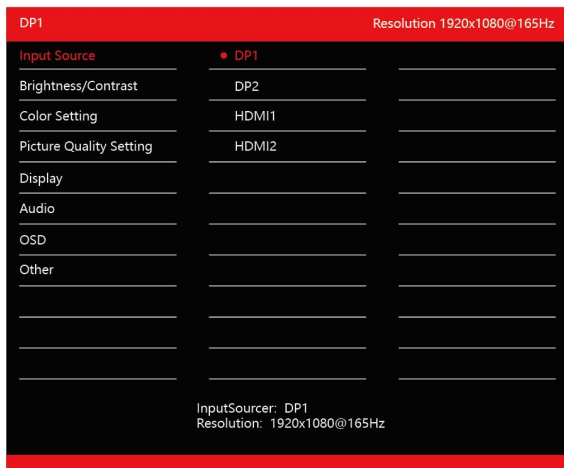 DP1 Resolution 1920x1080@165Hz
Input Source DP1
Brightness/Contrast DP2
Color Setting HDMI1
Picture Quality Setting HDMI2
Display
Audio
OSD
Other
InputSourcer: DP1
Resolution: 1920x1080@165Hz